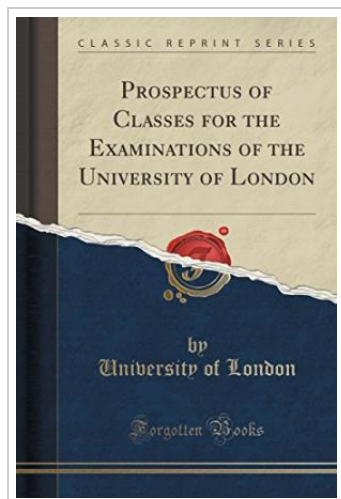 CLASSIC REPRINT SERIES
PROSPECTUS OF
CLASSES FOR THE
EXAMINATIONS OF THE
UNIVERSITY OF LONDON
by
University of London
Forgotten Books